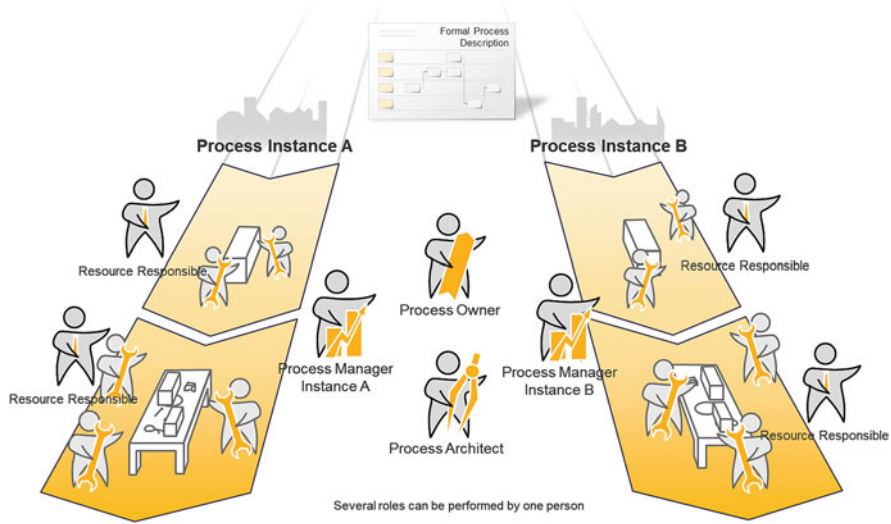 Formal Process
Description
Process Instance A
Process Instance B
Resource Responsible
Resource Responsible
Process Owner
Process Manager
Instance A
Process Manager
Instance B
Resource Responsible
Resource Responsible
Process Architect
Several roles can be performed by one person